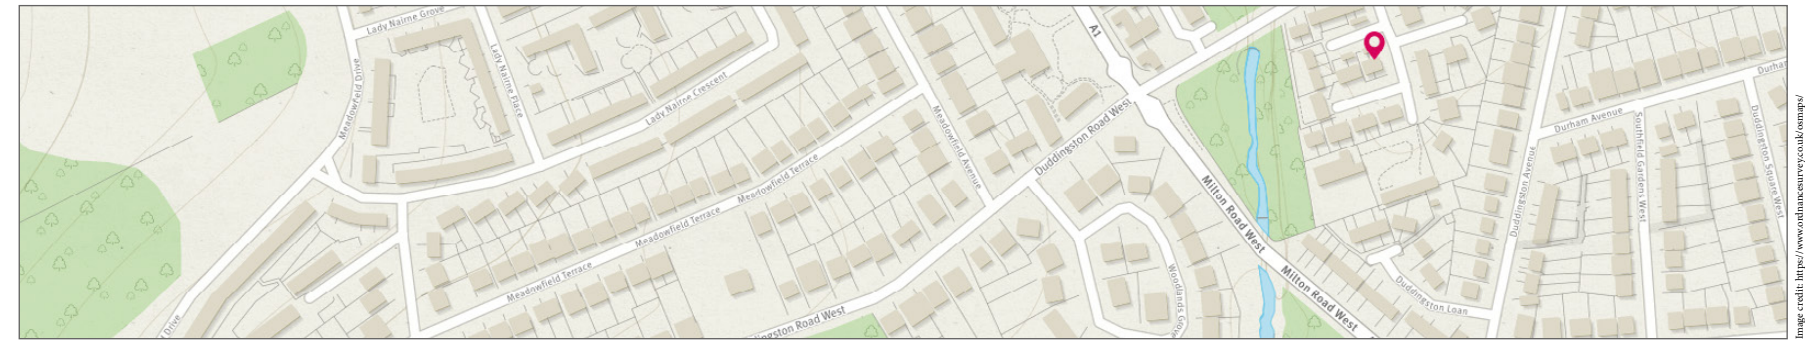 Lady Nairne Grove
Meadowfield Drive
Lady Nairne Place
Lady Nairne Crescent
A1
Duddingston Road West
Meadowfield Avenue
Meadowfield Terrace
Meadowfield Terrace
Meadowfield Terrace
Drive
ingston Road West
Woodlands Grov
Milton Road West
Milton Road West
Duddingston Loan
Duddingston Avenue
Durham Avenue
Southfield Gardens West
Durham
Duddingston Square West
Image credit: https://www.ordnancesurvey.co.uk/osmaps/